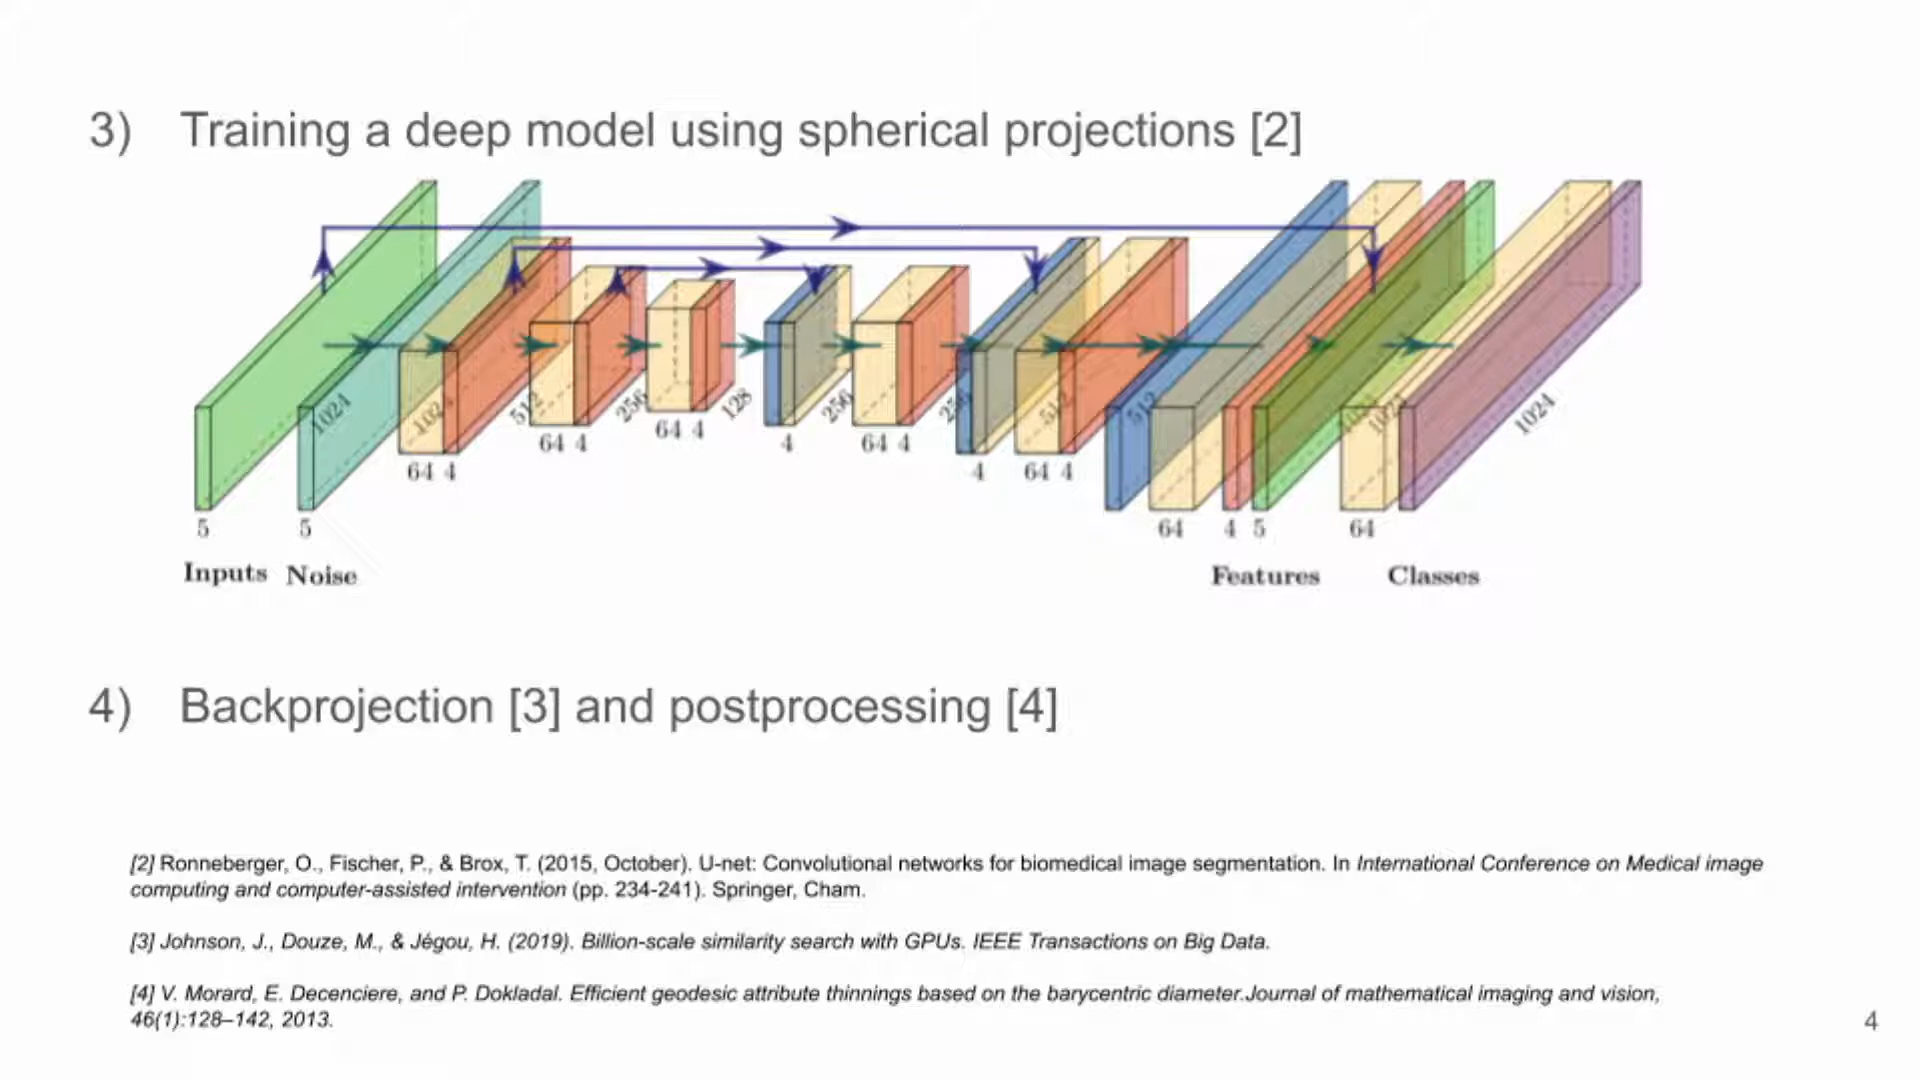 3) Training a deep model using spherical projections [2]
1024 1024 512 256 128 256 256 512 512 1024 1024 1024
64 4 64 4 64 4 4 64 4
64 4 4 64 4
5 5 64 4 5 64
Inputs Noise Features Classes
4) Backprojection [3] and postprocessing [4]
[2] Ronneberger, O., Fischer, P., & Brox, T. (2015, October). U-net: Convolutional networks for biomedical image segmentation. In International Conference on Medical image
computing and computer-assisted intervention (pp. 234-241). Springer, Cham.
[3] Johnson, J., Douze, M., & Jégou, H. (2019). Billion-scale similarity search with GPUs. IEEE Transactions on Big Data.
[4] V. Morard, E. Decenciere, and P. Dokladal. Efficient geodesic attribute thinnings based on the barycentric diameter.Journal of mathematical imaging and vision,
46(1):128–142, 2013.
4